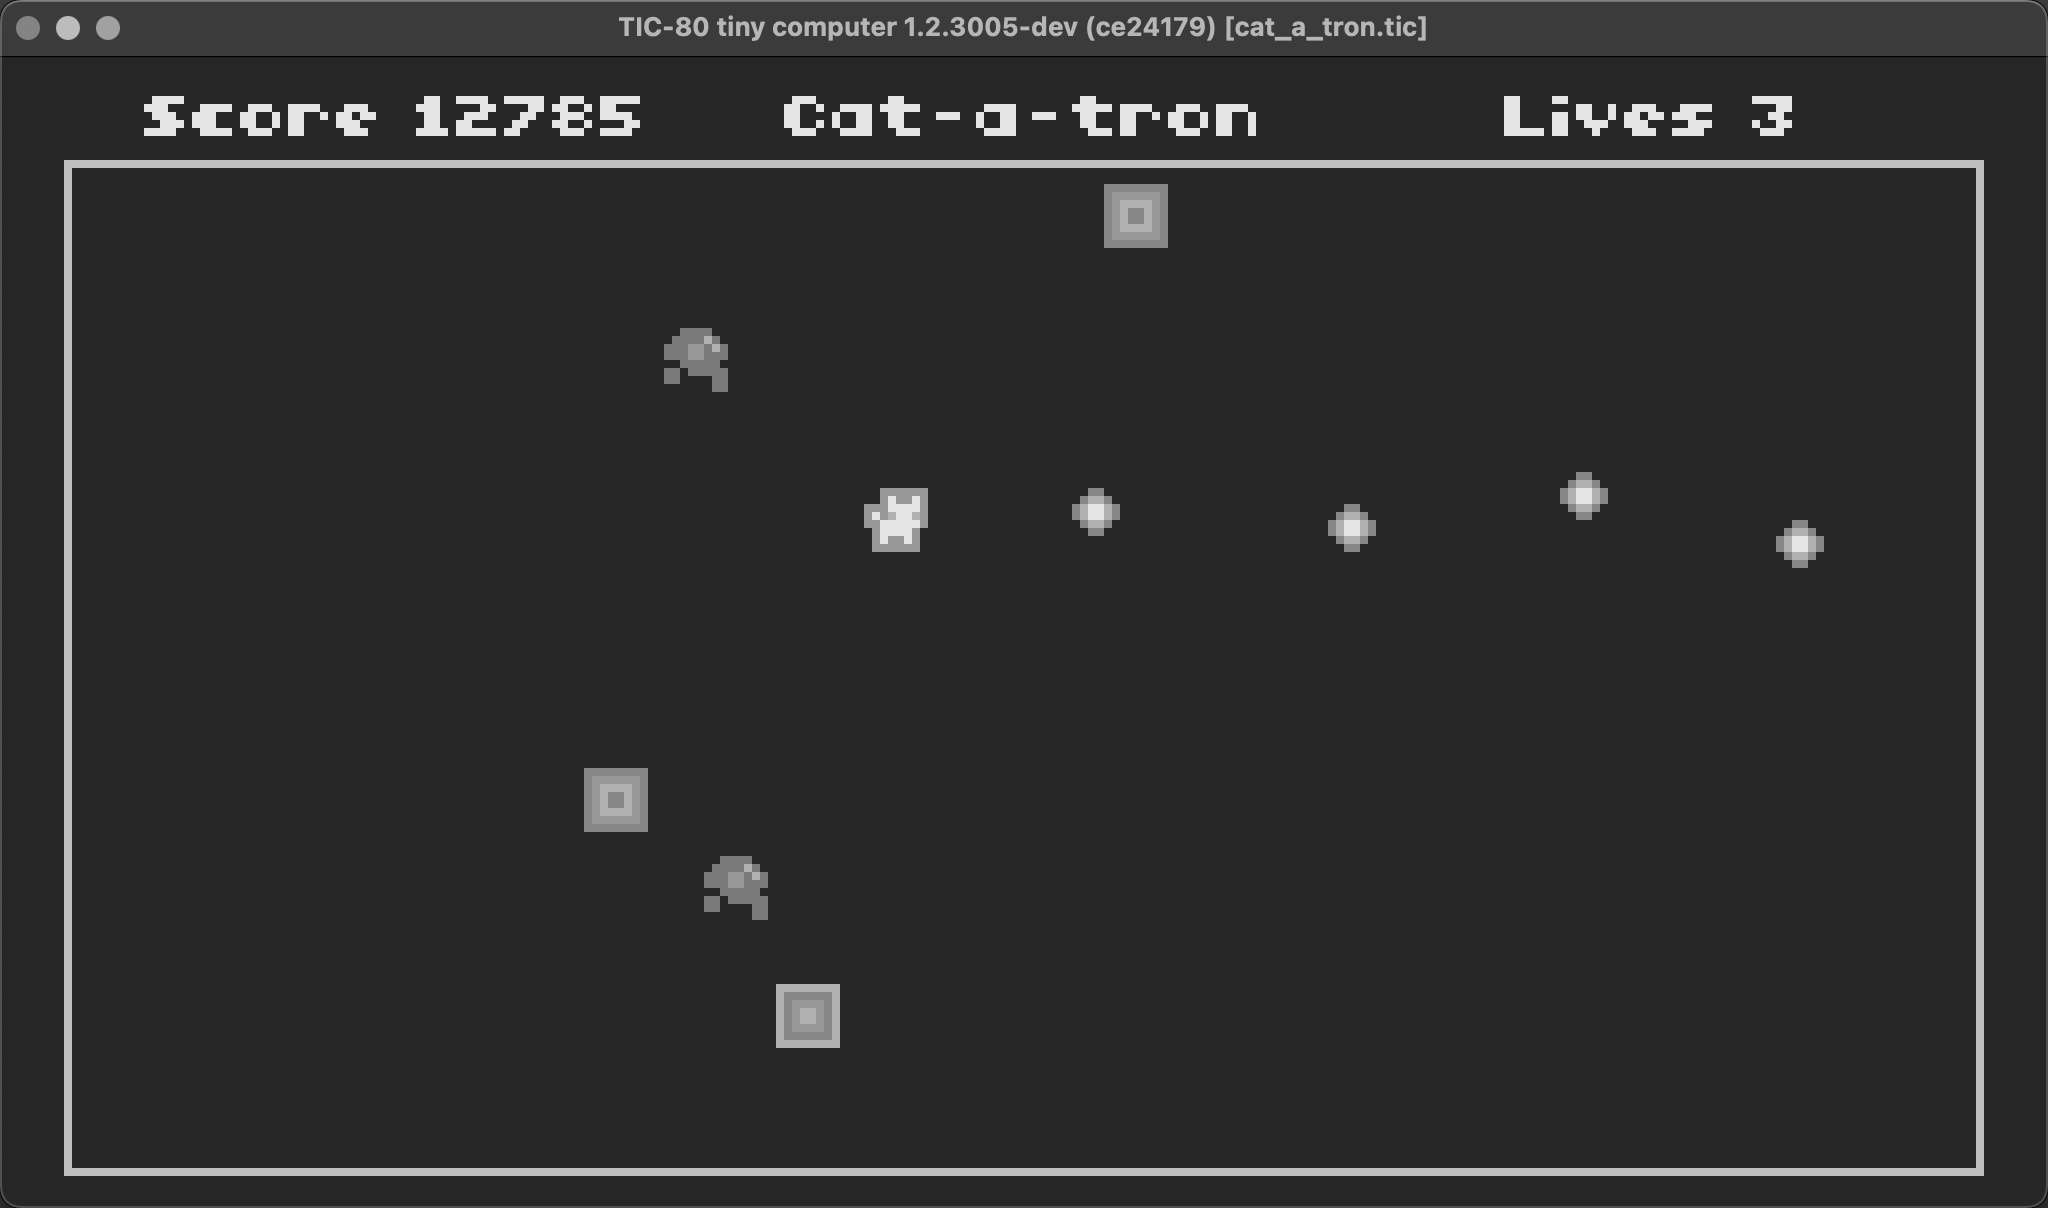 TIC-80 tiny computer 1.2.3005-dev (ce24179) [cat_a_tron.tic]
Score 12785 Cat-a-tron Lives 3